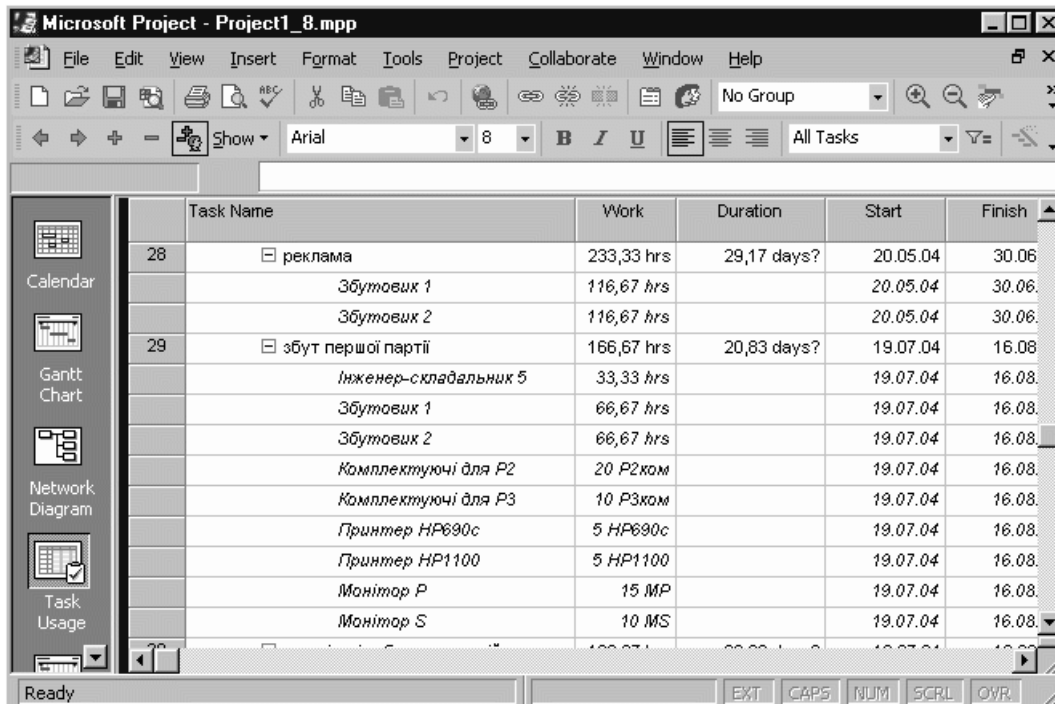 Microsoft Project - Project1_8.mpp
File Edit View Insert Format Tools Project Collaborate Window Help
No Group
Show Arial 8 B I U All Tasks
Task Name Work Duration Start Finish
28 реклама 233,33 hrs 29,17 days? 20.05.04 30.06
Збутовик 1 116,67 hrs 20.05.04 30.06.
Збутовик 2 116,67 hrs 20.05.04 30.06.
29 збут першої партії 166,67 hrs 20,83 days? 19.07.04 16.08
Інженер-складальник 5 33,33 hrs 19.07.04 16.08.
Збутовик 1 66,67 hrs 19.07.04 16.08.
Збутовик 2 66,67 hrs 19.07.04 16.08.
Комплектуючі для P2 20 P2ком 19.07.04 16.08.
Комплектуючі для P3 10 P3ком 19.07.04 16.08.
Принтер HP690c 5 HP690c 19.07.04 16.08.
Принтер HP1100 5 HP1100 19.07.04 16.08.
Монітор P 15 MP 19.07.04 16.08.
Монітор S 10 MS 19.07.04 16.08.
Calendar
Gantt
Chart
Network
Diagram
Task
Usage
Ready EXT CAPS NUM SCRL OVR